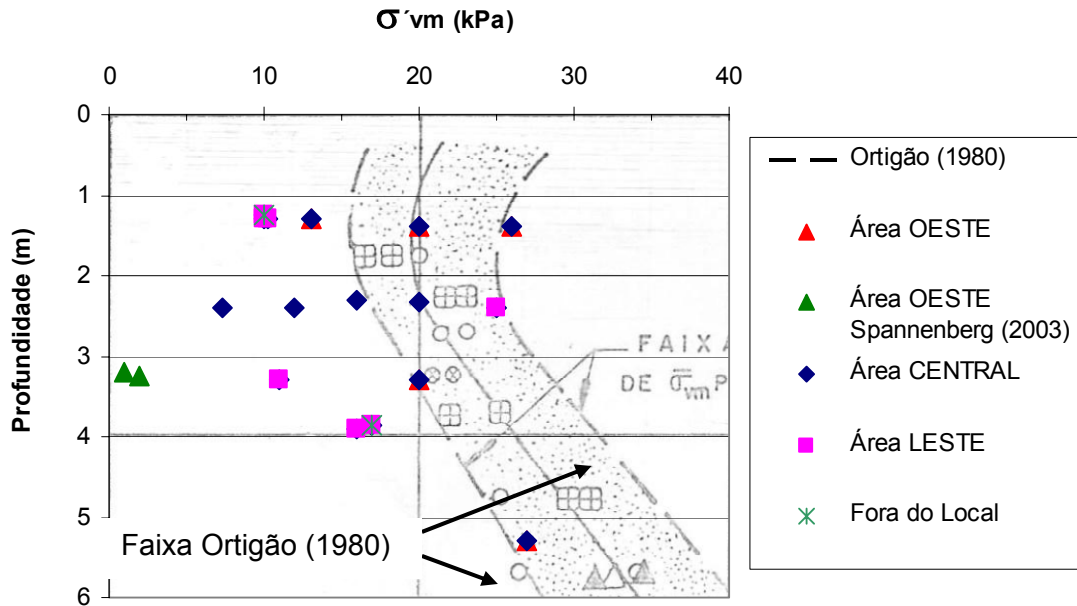 σ´vm (kPa)
0 10 20 30 40
0
1
2
3
4
5
6
Profundidade (m)
FAIXA
DE σ̄vm P
Faixa Ortigão (1980)
Ortigão (1980)
Área OESTE
Área OESTE
Spannenberg (2003)
Área CENTRAL
Área LESTE
Fora do Local